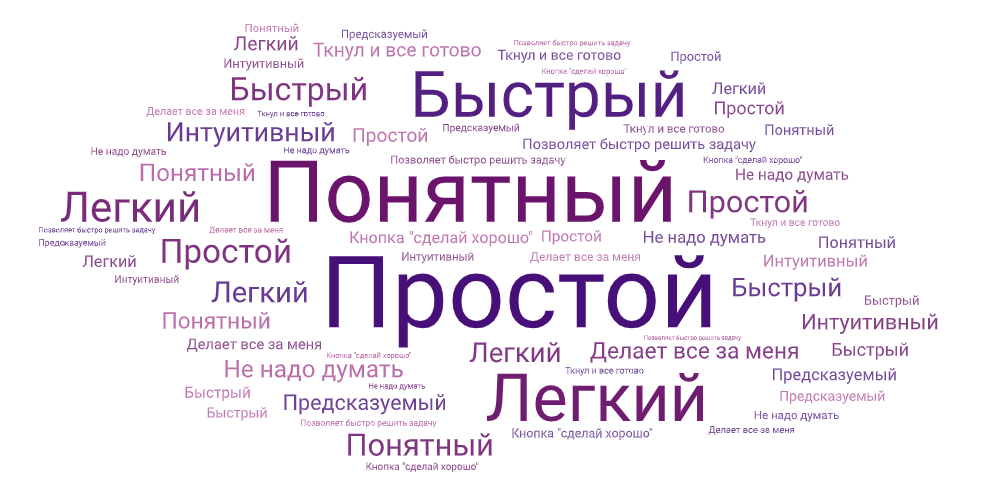 Понятный
Предсказуемый
Легкий
Ткнул и все готово
Позволяет быстро решить задачу
Ткнул и все готово
Простой
Интуитивный
Кнопка "сделай хорошо"
Быстрый
Быстрый
Легкий
Простой
Делает все за меня
Ткнул и все готово
Интуитивный
Простой
Предсказуемый
Ткнул и все готово
Понятный
Позволяет быстро решить задачу
Не надо думать
Не надо думать
Позволяет быстро решить задачу
Кнопка "сделай хорошо"
Понятный
Понятный
Не надо думать
Легкий
Простой
Ткнул и все готово
Позволяет быстро решить задачу
Делает все за меня
Кнопка "сделай хорошо"
Простой
Не надо думать
Предсказуемый
Понятный
Простой
Интуитивный
Делает все за меня
Легкий
Интуитивный
Интуитивный
Легкий
Простой
Быстрый
Быстрый
Понятный
Интуитивный
Делает все за меня
Позволяет быстро решить задачу
Кнопка "сделай хорошо"
Легкий
Делает все за меня
Быстрый
Не надо думать
Ткнул и все готово
Предсказуемый
Не надо думать
Быстрый
Предсказуемый
Легкий
Предсказуемый
Быстрый
Не надо думать
Позволяет быстро решить задачу
Кнопка "сделай хорошо"
Делает все за меня
Понятный
Кнопка "сделай хорошо"